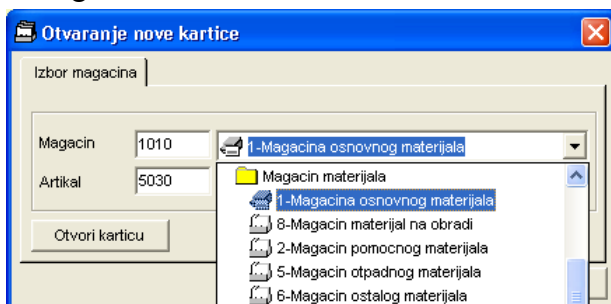 Otvaranje nove kartice
Izbor magacina
Magacin 1010 1-Magacina osnovnog materijala
Artikal 5030 Magacin materijala
1-Magacina osnovnog materijala
Otvori karticu 8-Magacin materijal na obradi
2-Magacin pomocnog materijala
5-Magacin otpadnog materijala
6-Magacin ostalog materijala